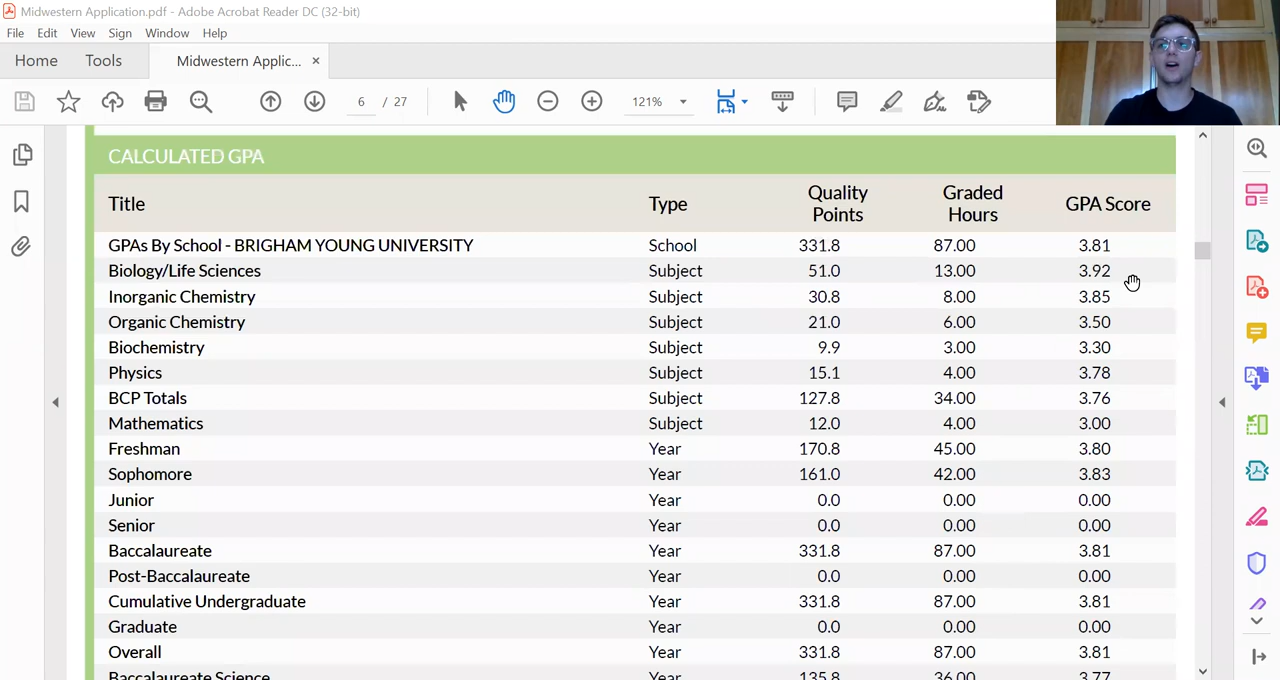 Midwestern Application.pdf - Adobe Acrobat Reader DC (32-bit)
File Edit View Sign Window Help
Home Tools Midwestern Applic... ×
6 / 27 121%
CALCULATED GPA
Title Type Quality Points Graded Hours GPA Score
GPAs By School - BRIGHAM YOUNG UNIVERSITY School 331.8 87.00 3.81
Biology/Life Sciences Subject 51.0 13.00 3.92
Inorganic Chemistry Subject 30.8 8.00 3.85
Organic Chemistry Subject 21.0 6.00 3.50
Biochemistry Subject 9.9 3.00 3.30
Physics Subject 15.1 4.00 3.78
BCP Totals Subject 127.8 34.00 3.76
Mathematics Subject 12.0 4.00 3.00
Freshman Year 170.8 45.00 3.80
Sophomore Year 161.0 42.00 3.83
Junior Year 0.0 0.00 0.00
Senior Year 0.0 0.00 0.00
Baccalaureate Year 331.8 87.00 3.81
Post-Baccalaureate Year 0.0 0.00 0.00
Cumulative Undergraduate Year 331.8 87.00 3.81
Graduate Year 0.0 0.00 0.00
Overall Year 331.8 87.00 3.81
Baccalaureate Science Year 135.8 36.00 3.77